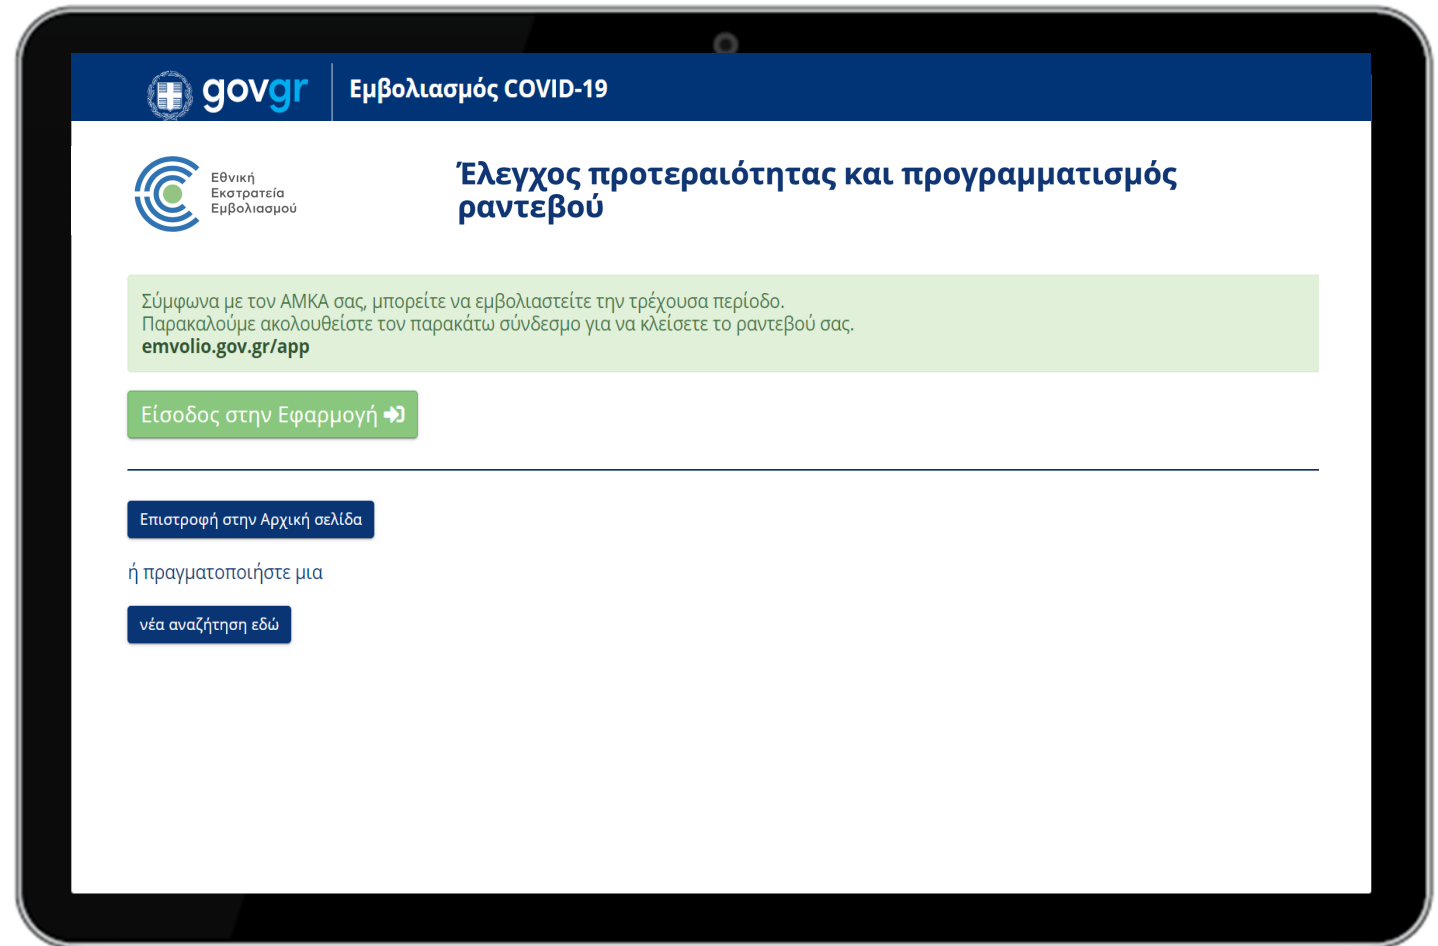 govgr
Εμβολιασμός COVID-19
Εθνική
Εκστρατεία
Εμβολιασμού
Έλεγχος προτεραιότητας και προγραμματισμός
ραντεβού
Σύμφωνα με τον ΑΜΚΑ σας, μπορείτε να εμβολιαστείτε την τρέχουσα περίοδο.
Παρακαλούμε ακολουθείστε τον παρακάτω σύνδεσμο για να κλείσετε το ραντεβού σας.
emvolio.gov.gr/app
Είσοδος στην Εφαρμογή
Επιστροφή στην Αρχική σελίδα
ή πραγματοποιήστε μια
νέα αναζήτηση εδώ